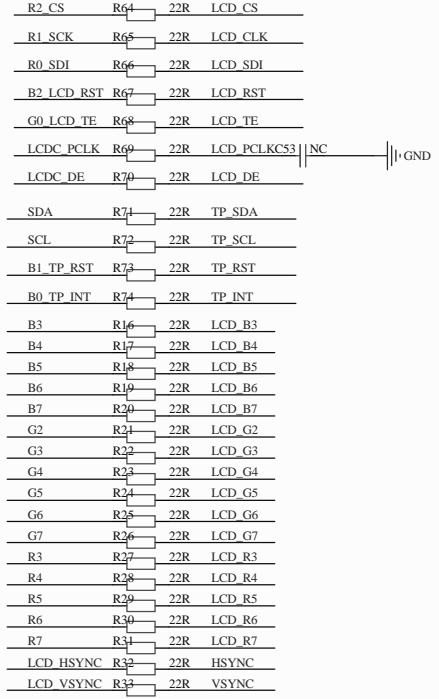 R2_CS R64 22R LCD_CS
R1_SCK R65 22R LCD_CLK
R0_SDI R66 22R LCD_SDI
B2_LCD_RST R67 22R LCD_RST
G0_LCD_TE R68 22R LCD_TE
LCDC_PCLK R69 22R LCD_PCLK C53 NC GND
LCDC_DE R70 22R LCD_DE
SDA R71 22R TP_SDA
SCL R72 22R TP_SCL
B1_TP_RST R73 22R TP_RST
B0_TP_INT R74 22R TP_INT
B3 R16 22R LCD_B3
B4 R17 22R LCD_B4
B5 R18 22R LCD_B5
B6 R19 22R LCD_B6
B7 R20 22R LCD_B7
G2 R21 22R LCD_G2
G3 R22 22R LCD_G3
G4 R23 22R LCD_G4
G5 R24 22R LCD_G5
G6 R25 22R LCD_G6
G7 R26 22R LCD_G7
R3 R27 22R LCD_R3
R4 R28 22R LCD_R4
R5 R29 22R LCD_R5
R6 R30 22R LCD_R6
R7 R31 22R LCD_R7
LCD_HSYNC R32 22R HSYNC
LCD_VSYNC R33 22R VSYNC